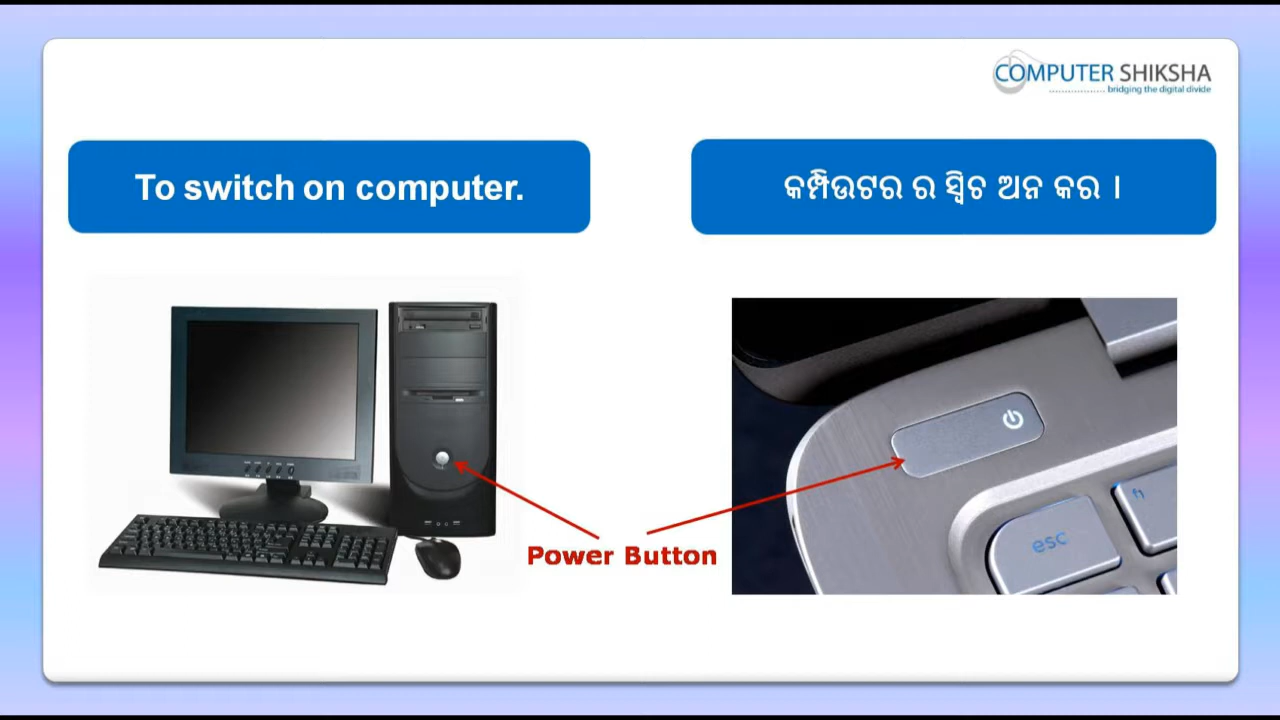 COMPUTER SHIKSHA
bridging the digital divide
To switch on computer.
କମ୍ପିଉଟର ର ସ୍ୱିଚ ଅନ କର ।
Power Button
esc